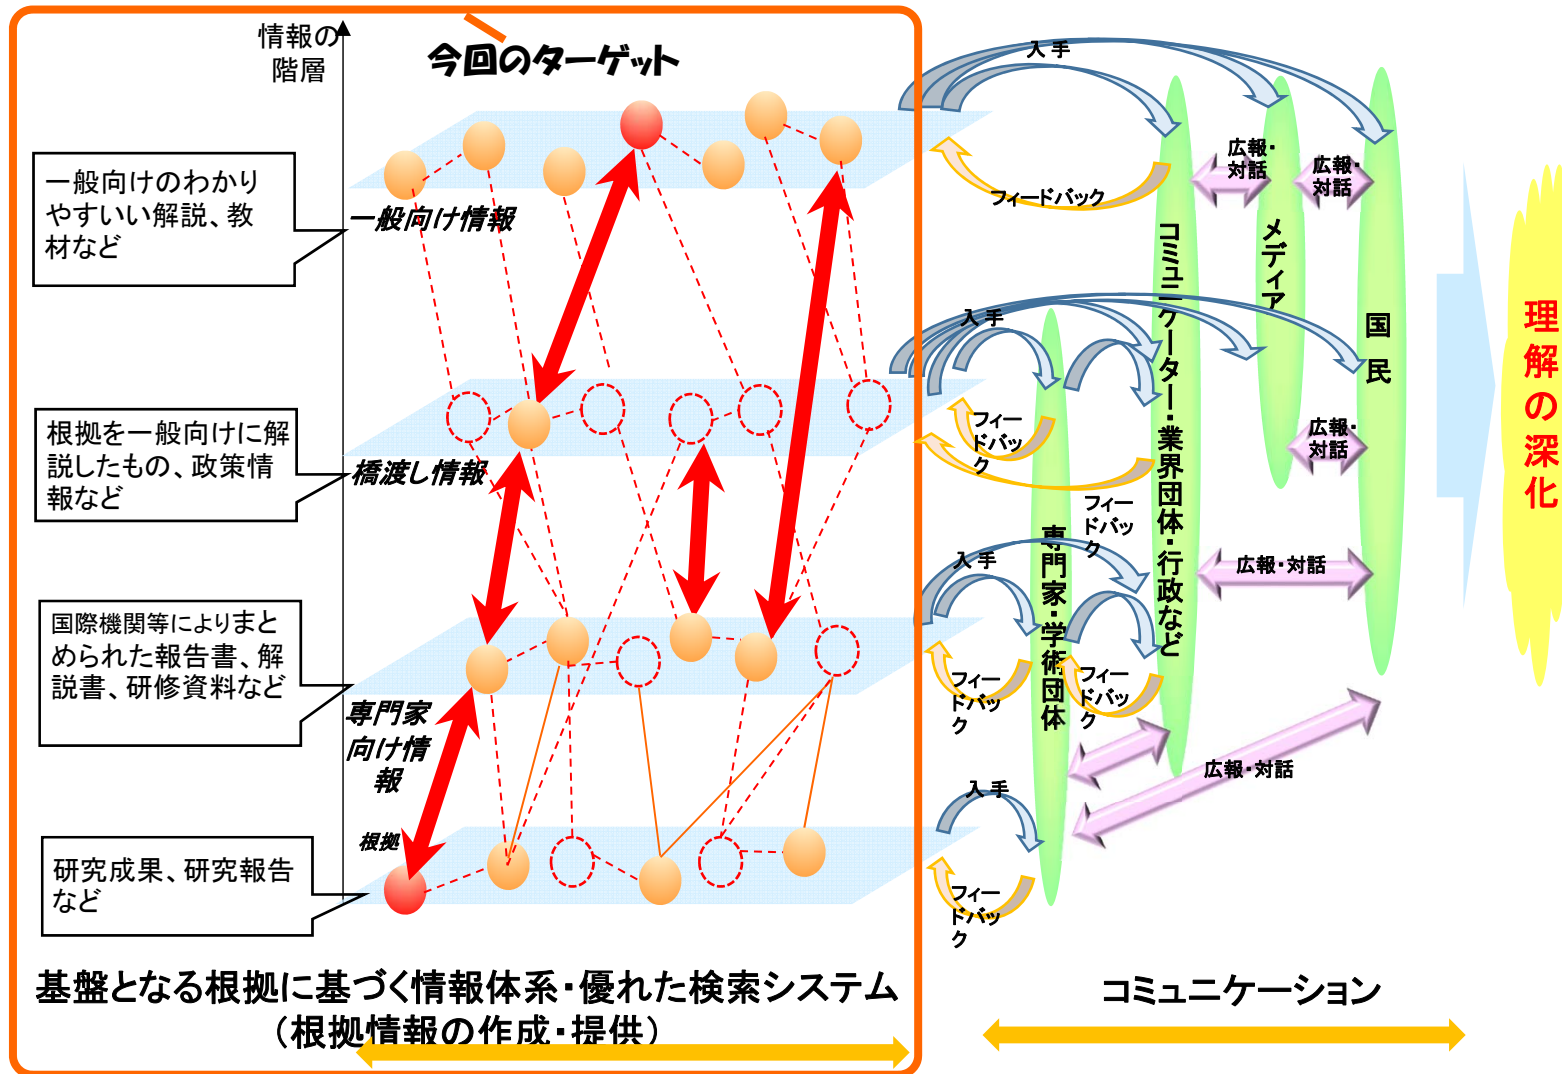 情報の
階層
今回のターゲット
一般向けのわかり
やすいい解説、教
材など
一般向け情報
根拠を一般向けに解
説したもの、政策情
報など
橋渡し情報
国際機関等によりまと
められた報告書、解
説書、研修資料など
専門家
向け情
報
根拠
研究成果、研究報告
など
基盤となる根拠に基づく情報体系・優れた検索システム
（根拠情報の作成・提供）
入 手
フィードバック
広報・
対話
広報・
対話
コミュニケーター・業界団体・行政など
メディア
国 民
入 手
フィー
ドバッ
ク
フィー
ドバッ
ク
広報・
対話
専門家・学術団体
入 手
広報・対話
フィー
ドバッ
ク
フィー
ドバッ
ク
広報・対話
入 手
フィー
ドバッ
ク
コミュニケーション
理解の深化